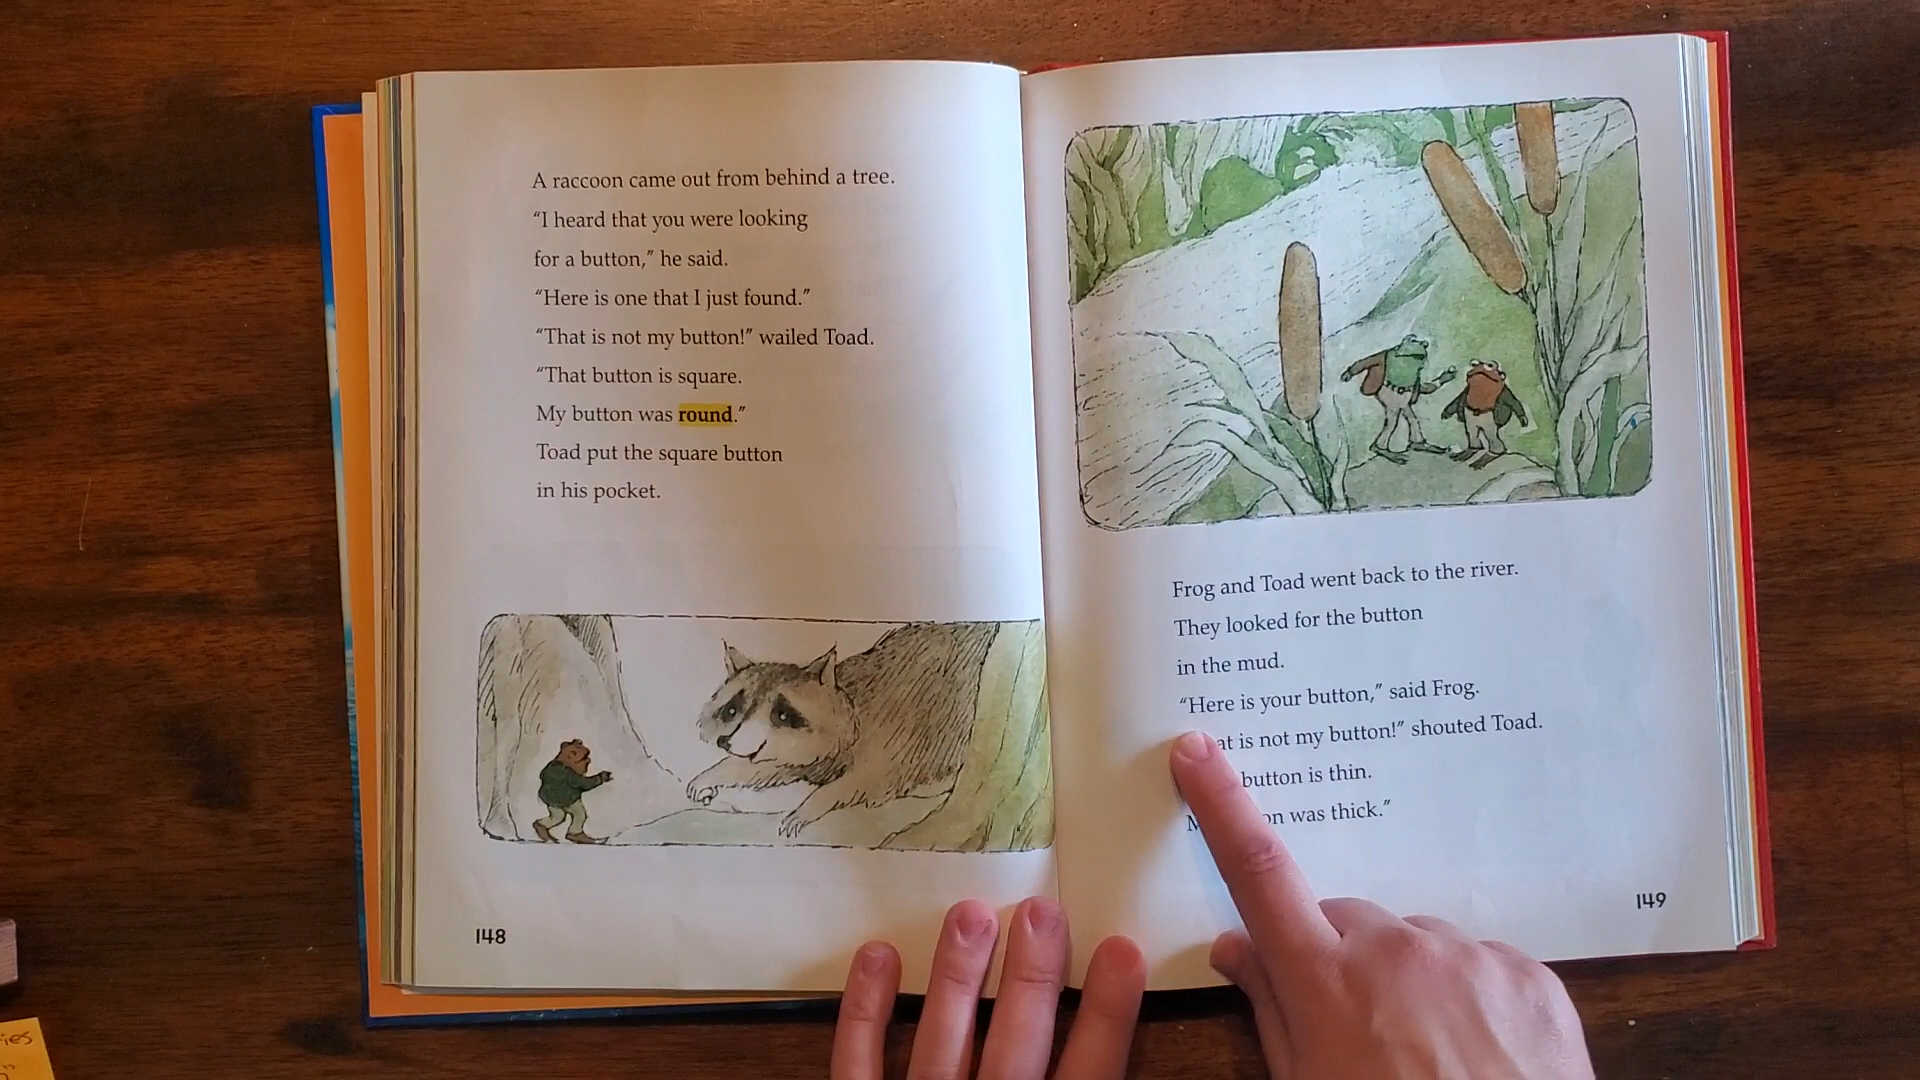 A raccoon came out from behind a tree.
“I heard that you were looking
for a button,” he said.
“Here is one that I just found.”
“That is not my button!” wailed Toad.
“That button is square.
My button was round.”
Toad put the square button
in his pocket.
148
Frog and Toad went back to the river.
They looked for the button
in the mud.
“Here is your button,” said Frog.
is not my button!” shouted Toad.
button is thin.
was thick.”
149